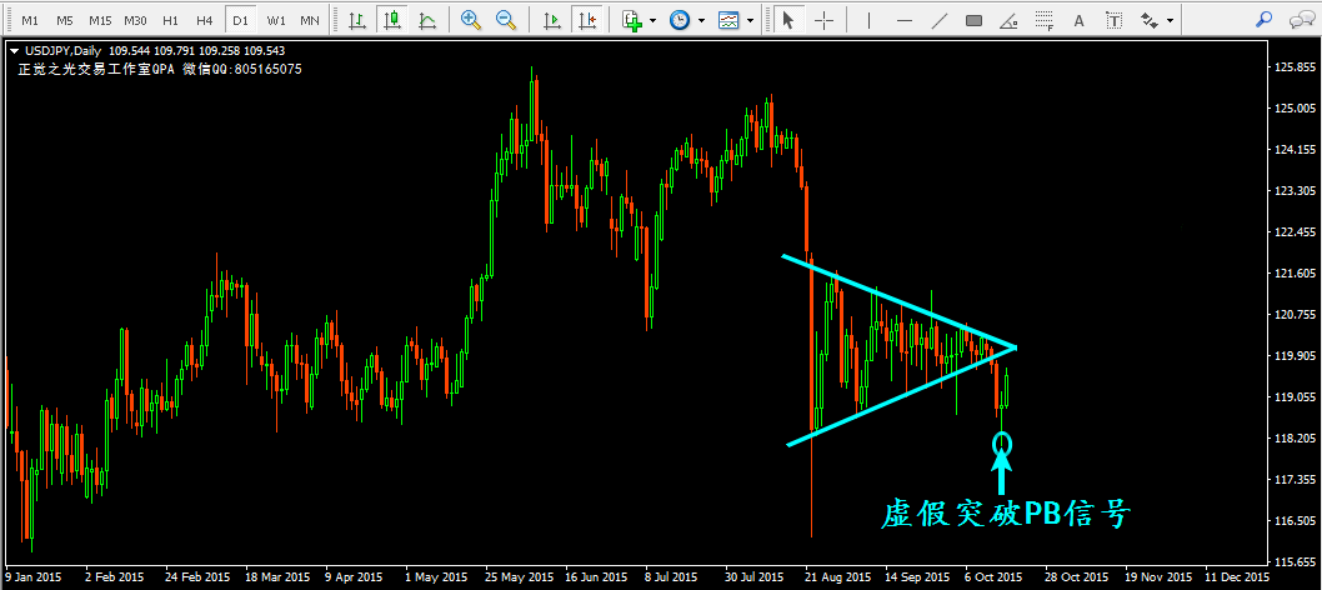 M1 M5 M15 M30 H1 H4 D1 W1 MN A T F
USDJPY,Daily 109.544 109.791 109.258 109.543
正觉之光交易工作室QPA 微信QQ:805165075
125.855
125.005
124.155
123.305
122.455
121.605
120.755
119.905
119.055
118.205
117.355
116.505
115.655
虚假突破PB信号
9 Jan 2015 2 Feb 2015 24 Feb 2015 18 Mar 2015 9 Apr 2015 1 May 2015 25 May 2015 16 Jun 2015 8 Jul 2015 30 Jul 2015 21 Aug 2015 14 Sep 2015 6 Oct 2015 28 Oct 2015 19 Nov 2015 11 Dec 2015